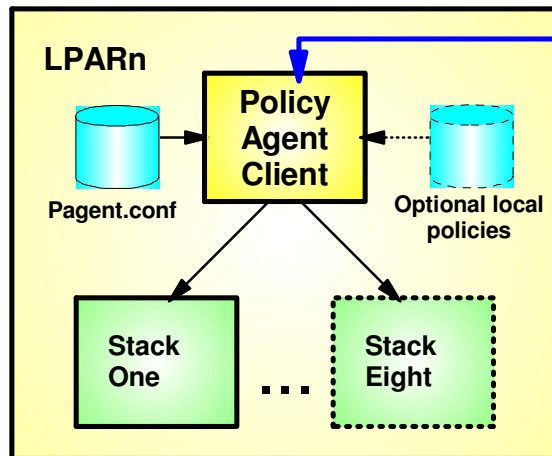 LPARn
Policy
Agent
Client
Pagent.conf
Optional local
policies
Stack
One
...
Stack
Eight